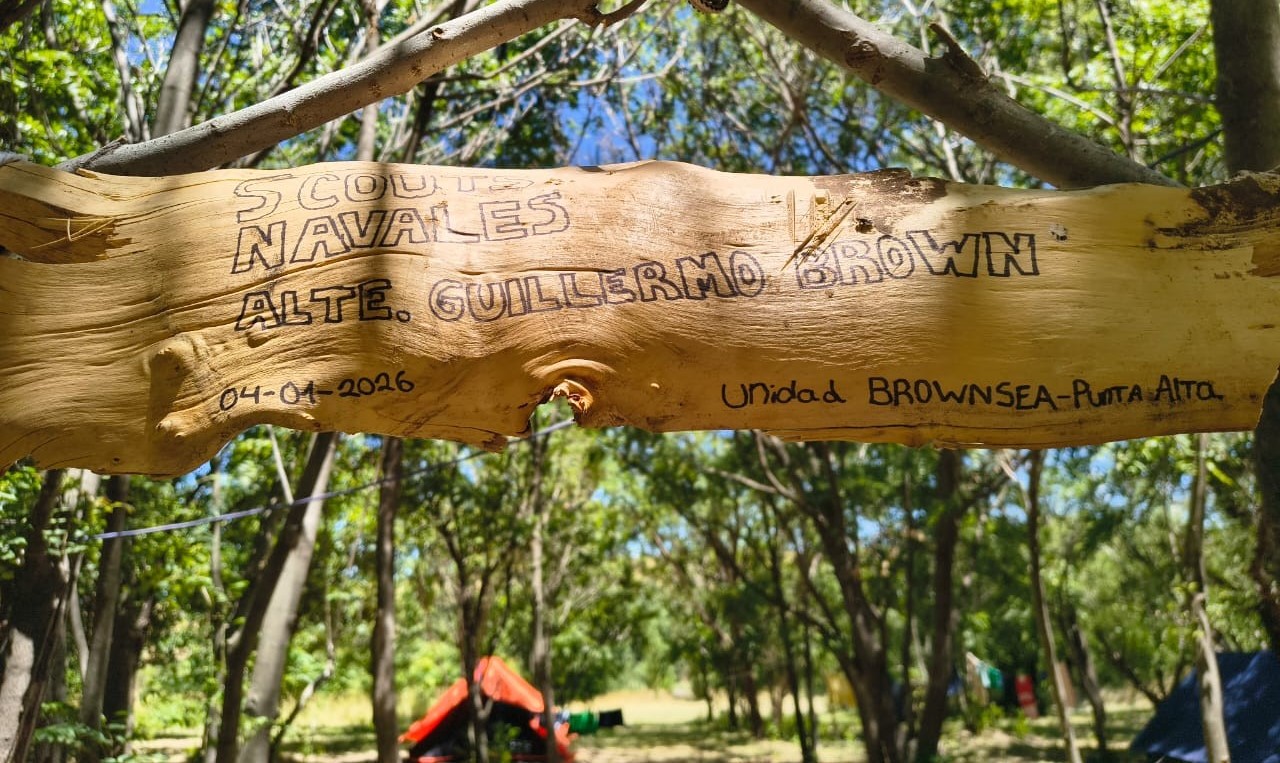 SCOUTS
NAVALES
ALTE. GUILLERMO BROWN
04-01-2026
Unidad BROWNSEA-PUNTA Alta